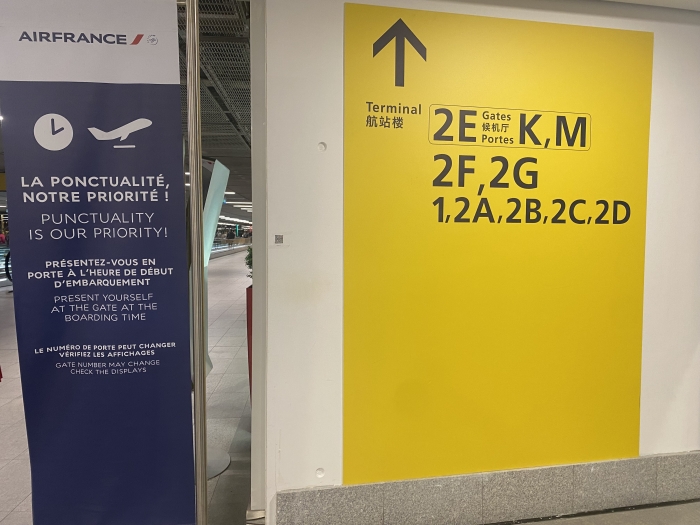 AIRFRANCE
LA PONCTUALITÉ,
NOTRE PRIORITÉ !
PUNCTUALITY
IS OUR PRIORITY!
PRÉSENTEZ-VOUS EN
PORTE À L'HEURE DE DÉBUT
D'EMBARQUEMENT
PRESENT YOURSELF
AT THE GATE AT THE
BOARDING TIME
LE NUMÉRO DE PORTE PEUT CHANGER
VÉRIFIEZ LES AFFICHAGES
GATE NUMBER MAY CHANGE
CHECK THE DISPLAYS
Terminal
航站楼
2E Gates 候机厅 Portes K,M
2F,2G
1,2A,2B,2C,2D